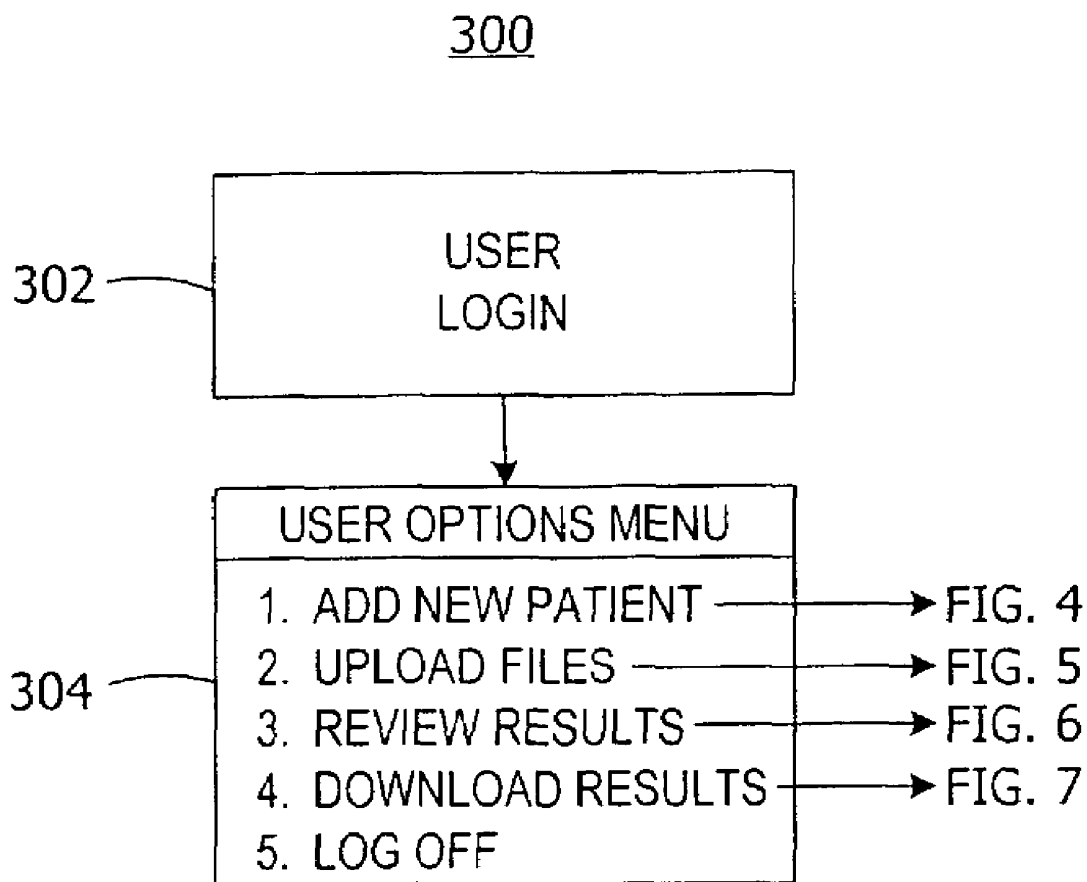 300
302
USER
LOGIN
304
USER OPTIONS MENU
1. ADD NEW PATIENT FIG. 4
2. UPLOAD FILES FIG. 5
3. REVIEW RESULTS FIG. 6
4. DOWNLOAD RESULTS FIG. 7
5. LOG OFF